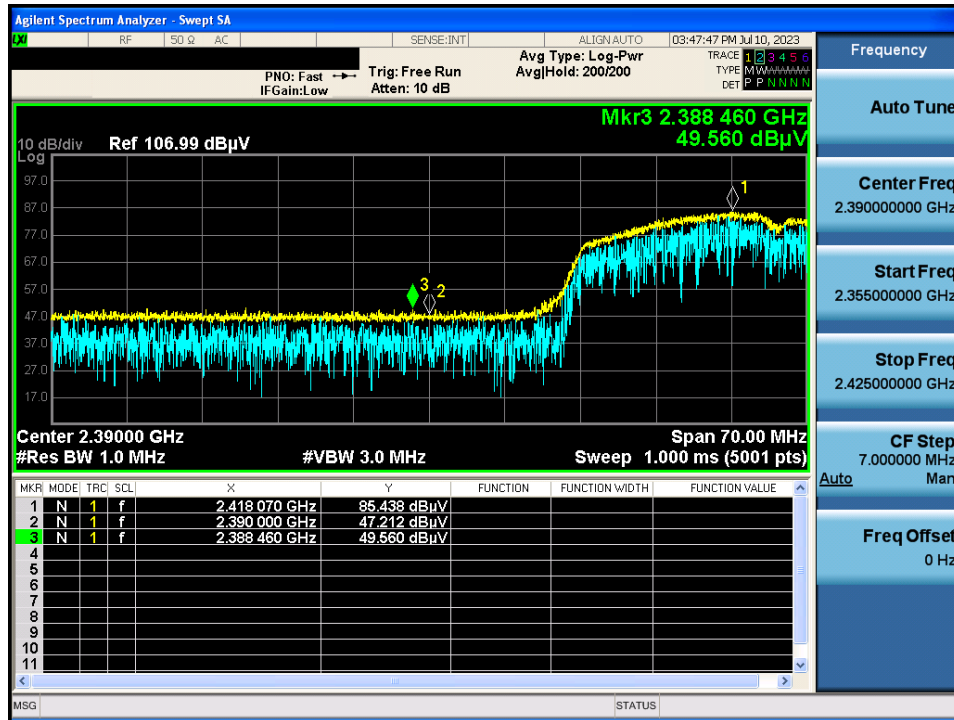 Agilent Spectrum Analyzer - Swept SA
LXI RF 50 Ω AC SENSE:INT ALIGN AUTO 03:47:47 PM Jul 10, 2023
Frequency
PNO: Fast Trig: Free Run Avg Type: Log-Pwr TRACE 1 2 3 4 5 6
IFGain:Low Atten: 10 dB Avg|Hold: 200/200 TYPE M W
DET P P N N N N
Auto Tune
Mkr3 2.388 460 GHz
49.560 dBµV
10 dB/div Ref 106.99 dBµV
Log
97.0
87.0
77.0
67.0
57.0
47.0
37.0
27.0
17.0
1
3 2
Center Freq
2.390000000 GHz
Start Freq
2.355000000 GHz
Stop Freq
2.425000000 GHz
Center 2.39000 GHz Span 70.00 MHz
#Res BW 1.0 MHz #VBW 3.0 MHz Sweep 1.000 ms (5001 pts)
CF Step
7.000000 MHz
Auto Man
MKR MODE TRC SCL X Y FUNCTION FUNCTION WIDTH FUNCTION VALUE
1 N 1 f 2.418 070 GHz 85.438 dBµV
2 N 1 f 2.390 000 GHz 47.212 dBµV
3 N 1 f 2.388 460 GHz 49.560 dBµV
4
5
6
7
8
9
10
11
Freq Offset
0 Hz
MSG STATUS